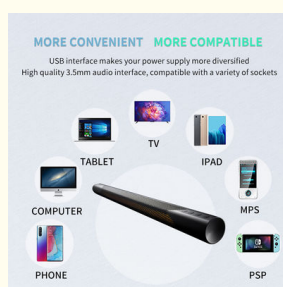 MORE CONVENIENT MORE COMPATIBLE
USB interface makes your power supply more diversified
High quality 3.5mm audio interface, compatible with a variety of sockets
TV
TABLET
IPAD
COMPUTER
MPS
PHONE
PSP